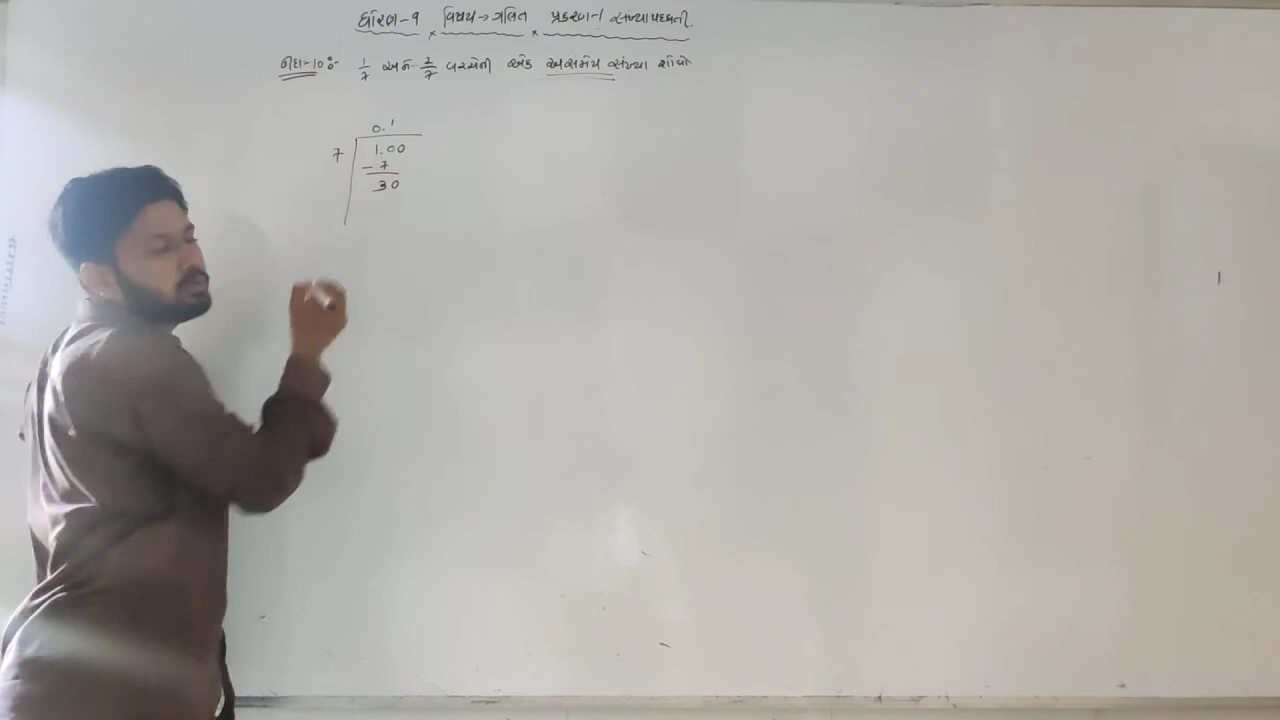 ધોરણ-9 વિષય→ગણિત પ્રકરણ-1 સંખ્યાપદ્ધતી.
ઉદા-10ઃ- 1/7 અને 2/7 વચ્ચેની એક અસંમેય સંખ્યા શોધો
0.1
7 1.00
-7
30